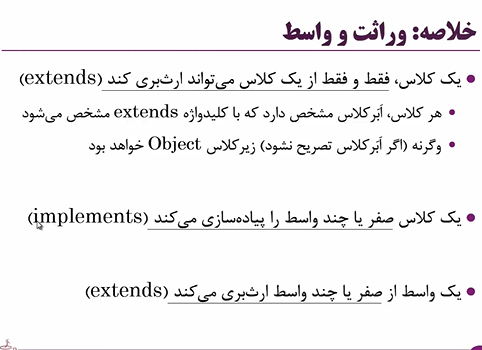 خلاصه: وراثت و واسط
یک کلاس، فقط و فقط از یک کلاس می‌تواند ارث‌بری کند (extends)
هر کلاس، اَبَرکلاس مشخص دارد که با کلیدواژه extends مشخص می‌شود
وگرنه (اگر اَبَرکلاس تصریح نشود) زیرکلاس Object خواهد بود
یک کلاس صفر یا چند واسط را پیاده‌سازی می‌کند (implements)
یک واسط از صفر یا چند واسط ارث‌بری می‌کند (extends)